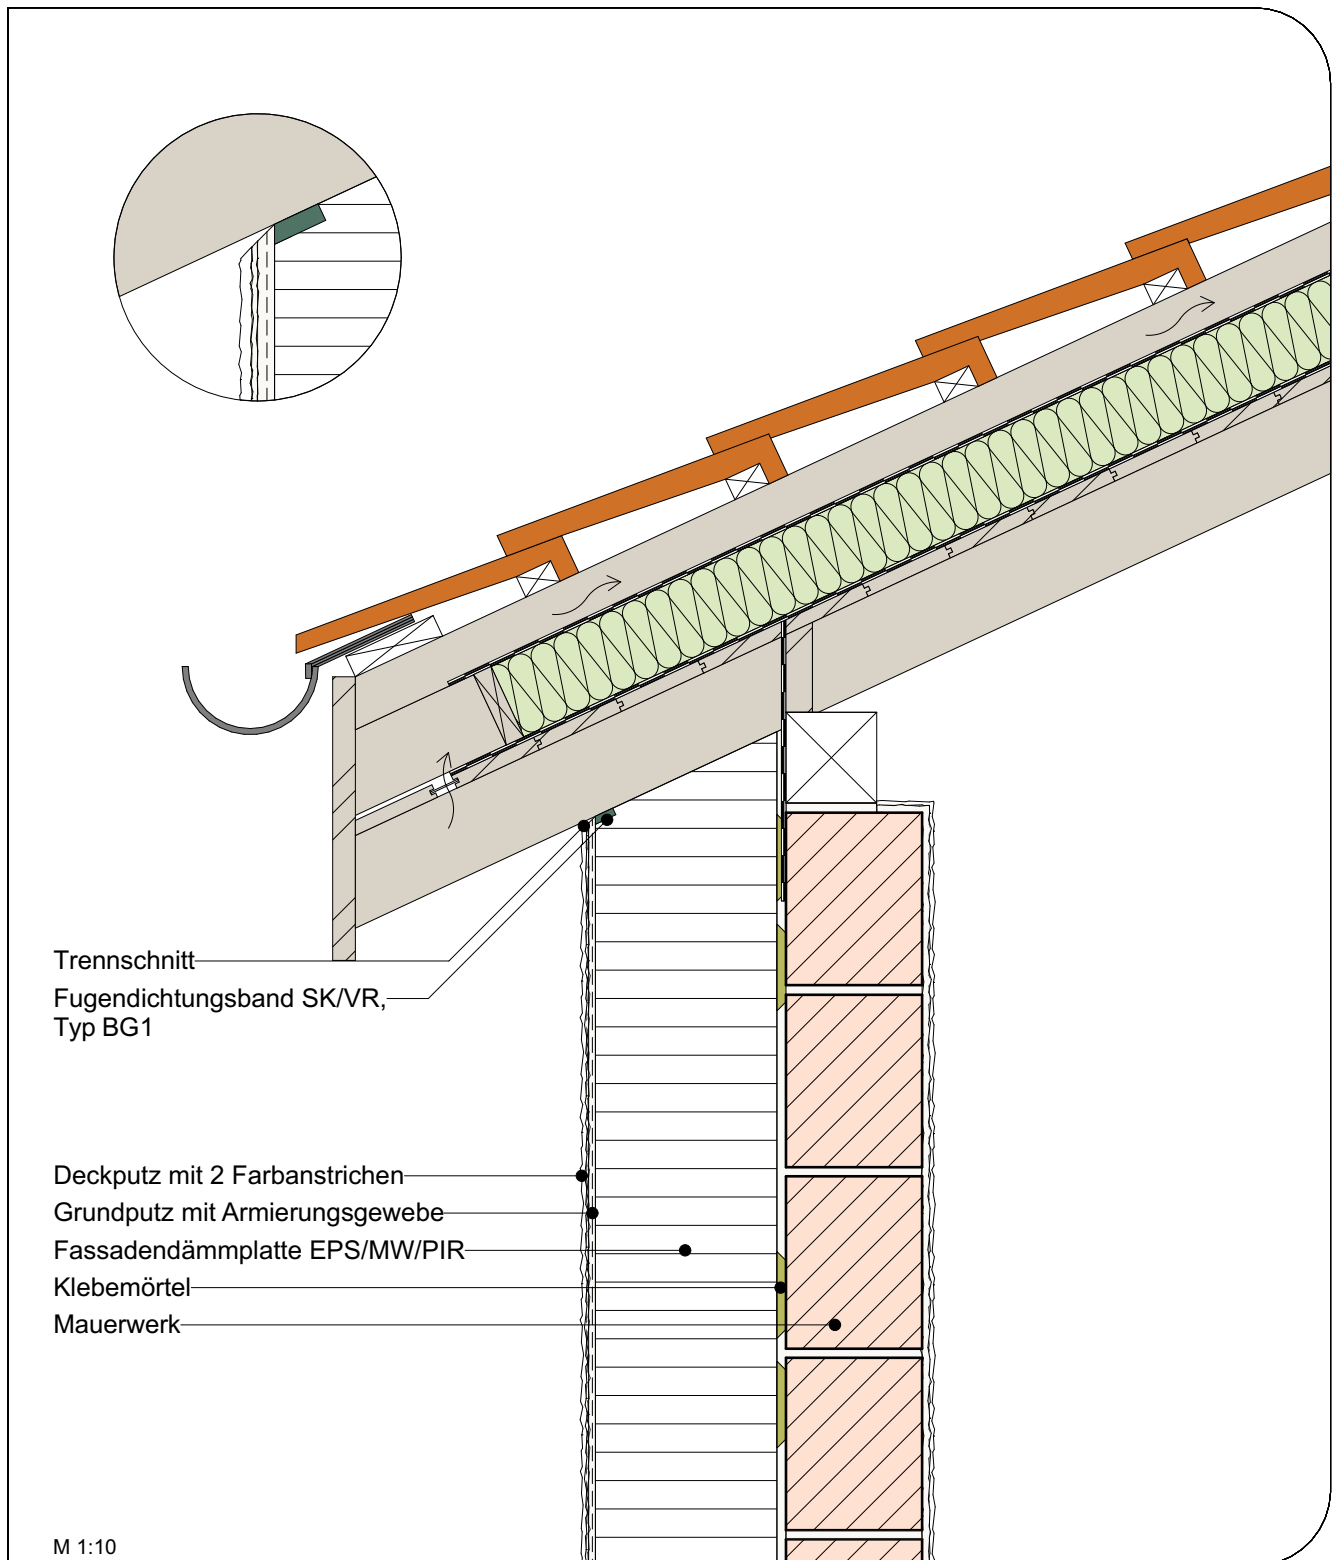 Trennschnitt
Fugendichtungsband SK/VR,
Typ BG1
Deckputz mit 2 Farbanstrichen
Grundputz mit Armierungsgewebe
Fassadendämmplatte EPS/MW/PIR
Klebemörtel
Mauerwerk
M 1:10